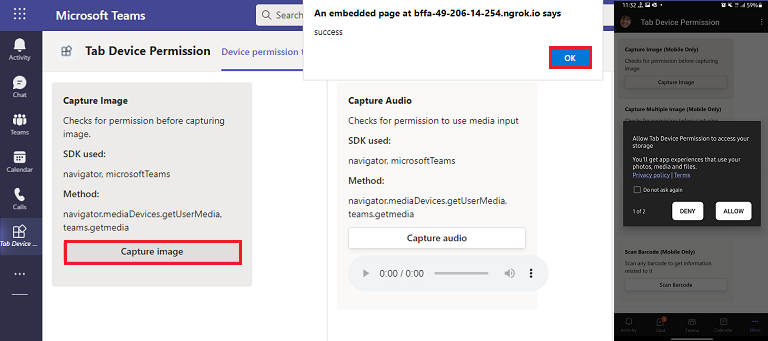 Microsoft Teams
Search
An embedded page at bffa-49-206-14-254.ngrok.io says
success
OK
Activity
Chat
Teams
Calendar
Calls
Tab Device ...
Tab Device Permission
Device permission t
Capture Image
Checks for permission before capturing
image.
SDK used:
navigator, microsoftTeams
Method:
navigator.mediaDevices.getUserMedia,
teams.getmedia
Capture image
Capture Audio
Checks for permission to use media input
SDK used:
navigator, microsoftTeams
Method:
navigator.mediaDevices.getUserMedia,
teams.getmedia
Capture audio
0:00 / 0:00
11:32
59%
Tab Device Permission
Capture Image (Mobile Only)
Checks for permission before capturing
image
Capture Image
Capture Multiple Image (Mobile Only)
Checks for permission before capturing
Allow Tab Device Permission to access your
storage
You'll get app experiences that use your
photos, media and files.
Privacy policy | Terms
Do not ask again
1 of 2
DENY
ALLOW
Scan Barcode (Mobile Only)
Scan any barcode to get information
related to it
Scan Barcode
Activity
Chat
Teams
Calendar
More